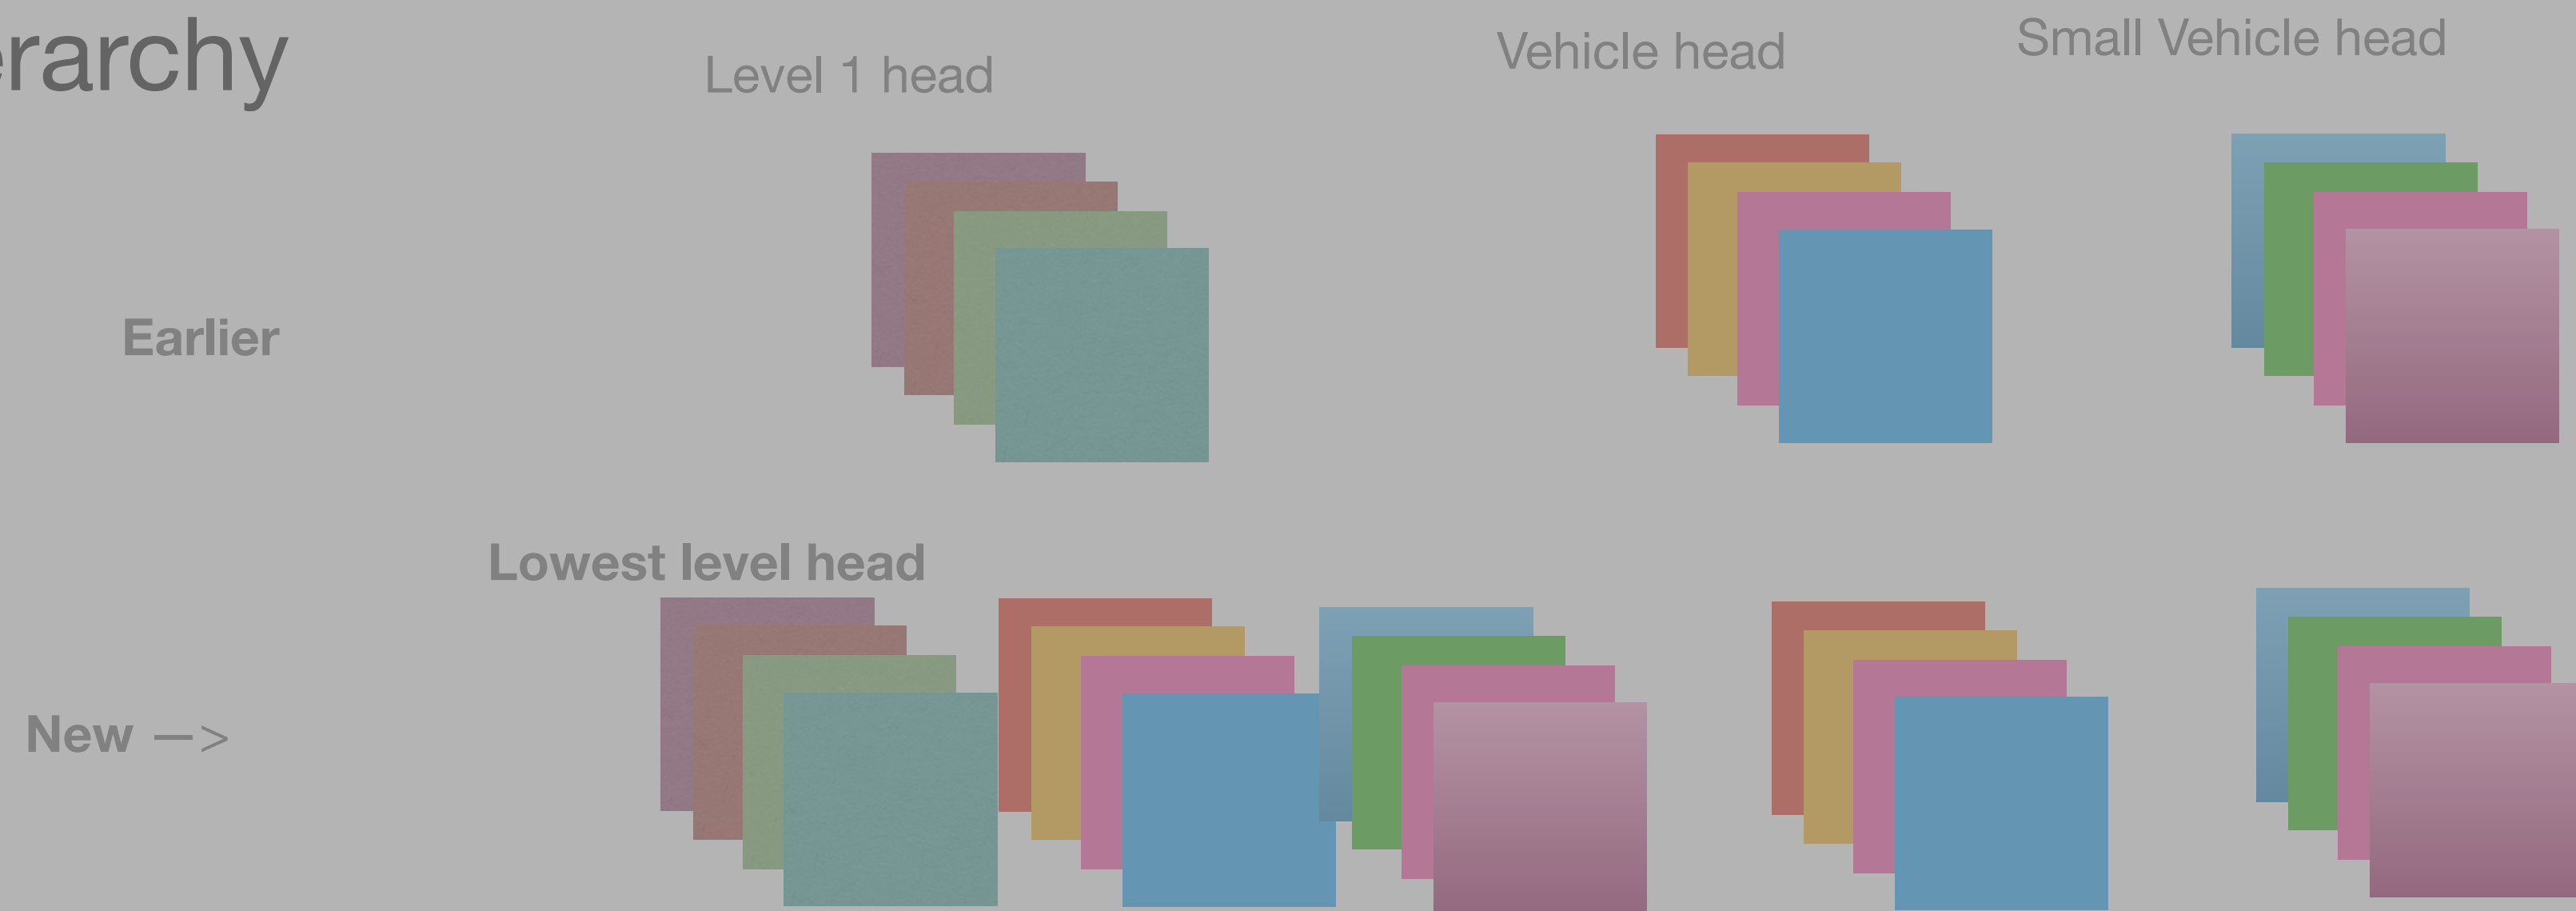 erarchy
Level 1 head
Vehicle head
Small Vehicle head
Earlier
Lowest level head
New —>